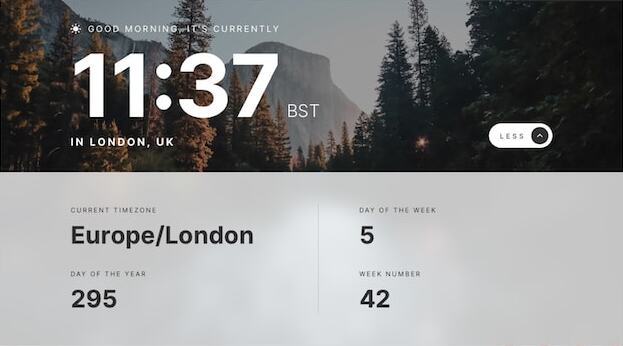 GOOD MORNING, IT'S CURRENTLY
11:37 BST
IN LONDON, UK
LESS
CURRENT TIMEZONE
Europe/London
DAY OF THE YEAR
295
DAY OF THE WEEK
5
WEEK NUMBER
42